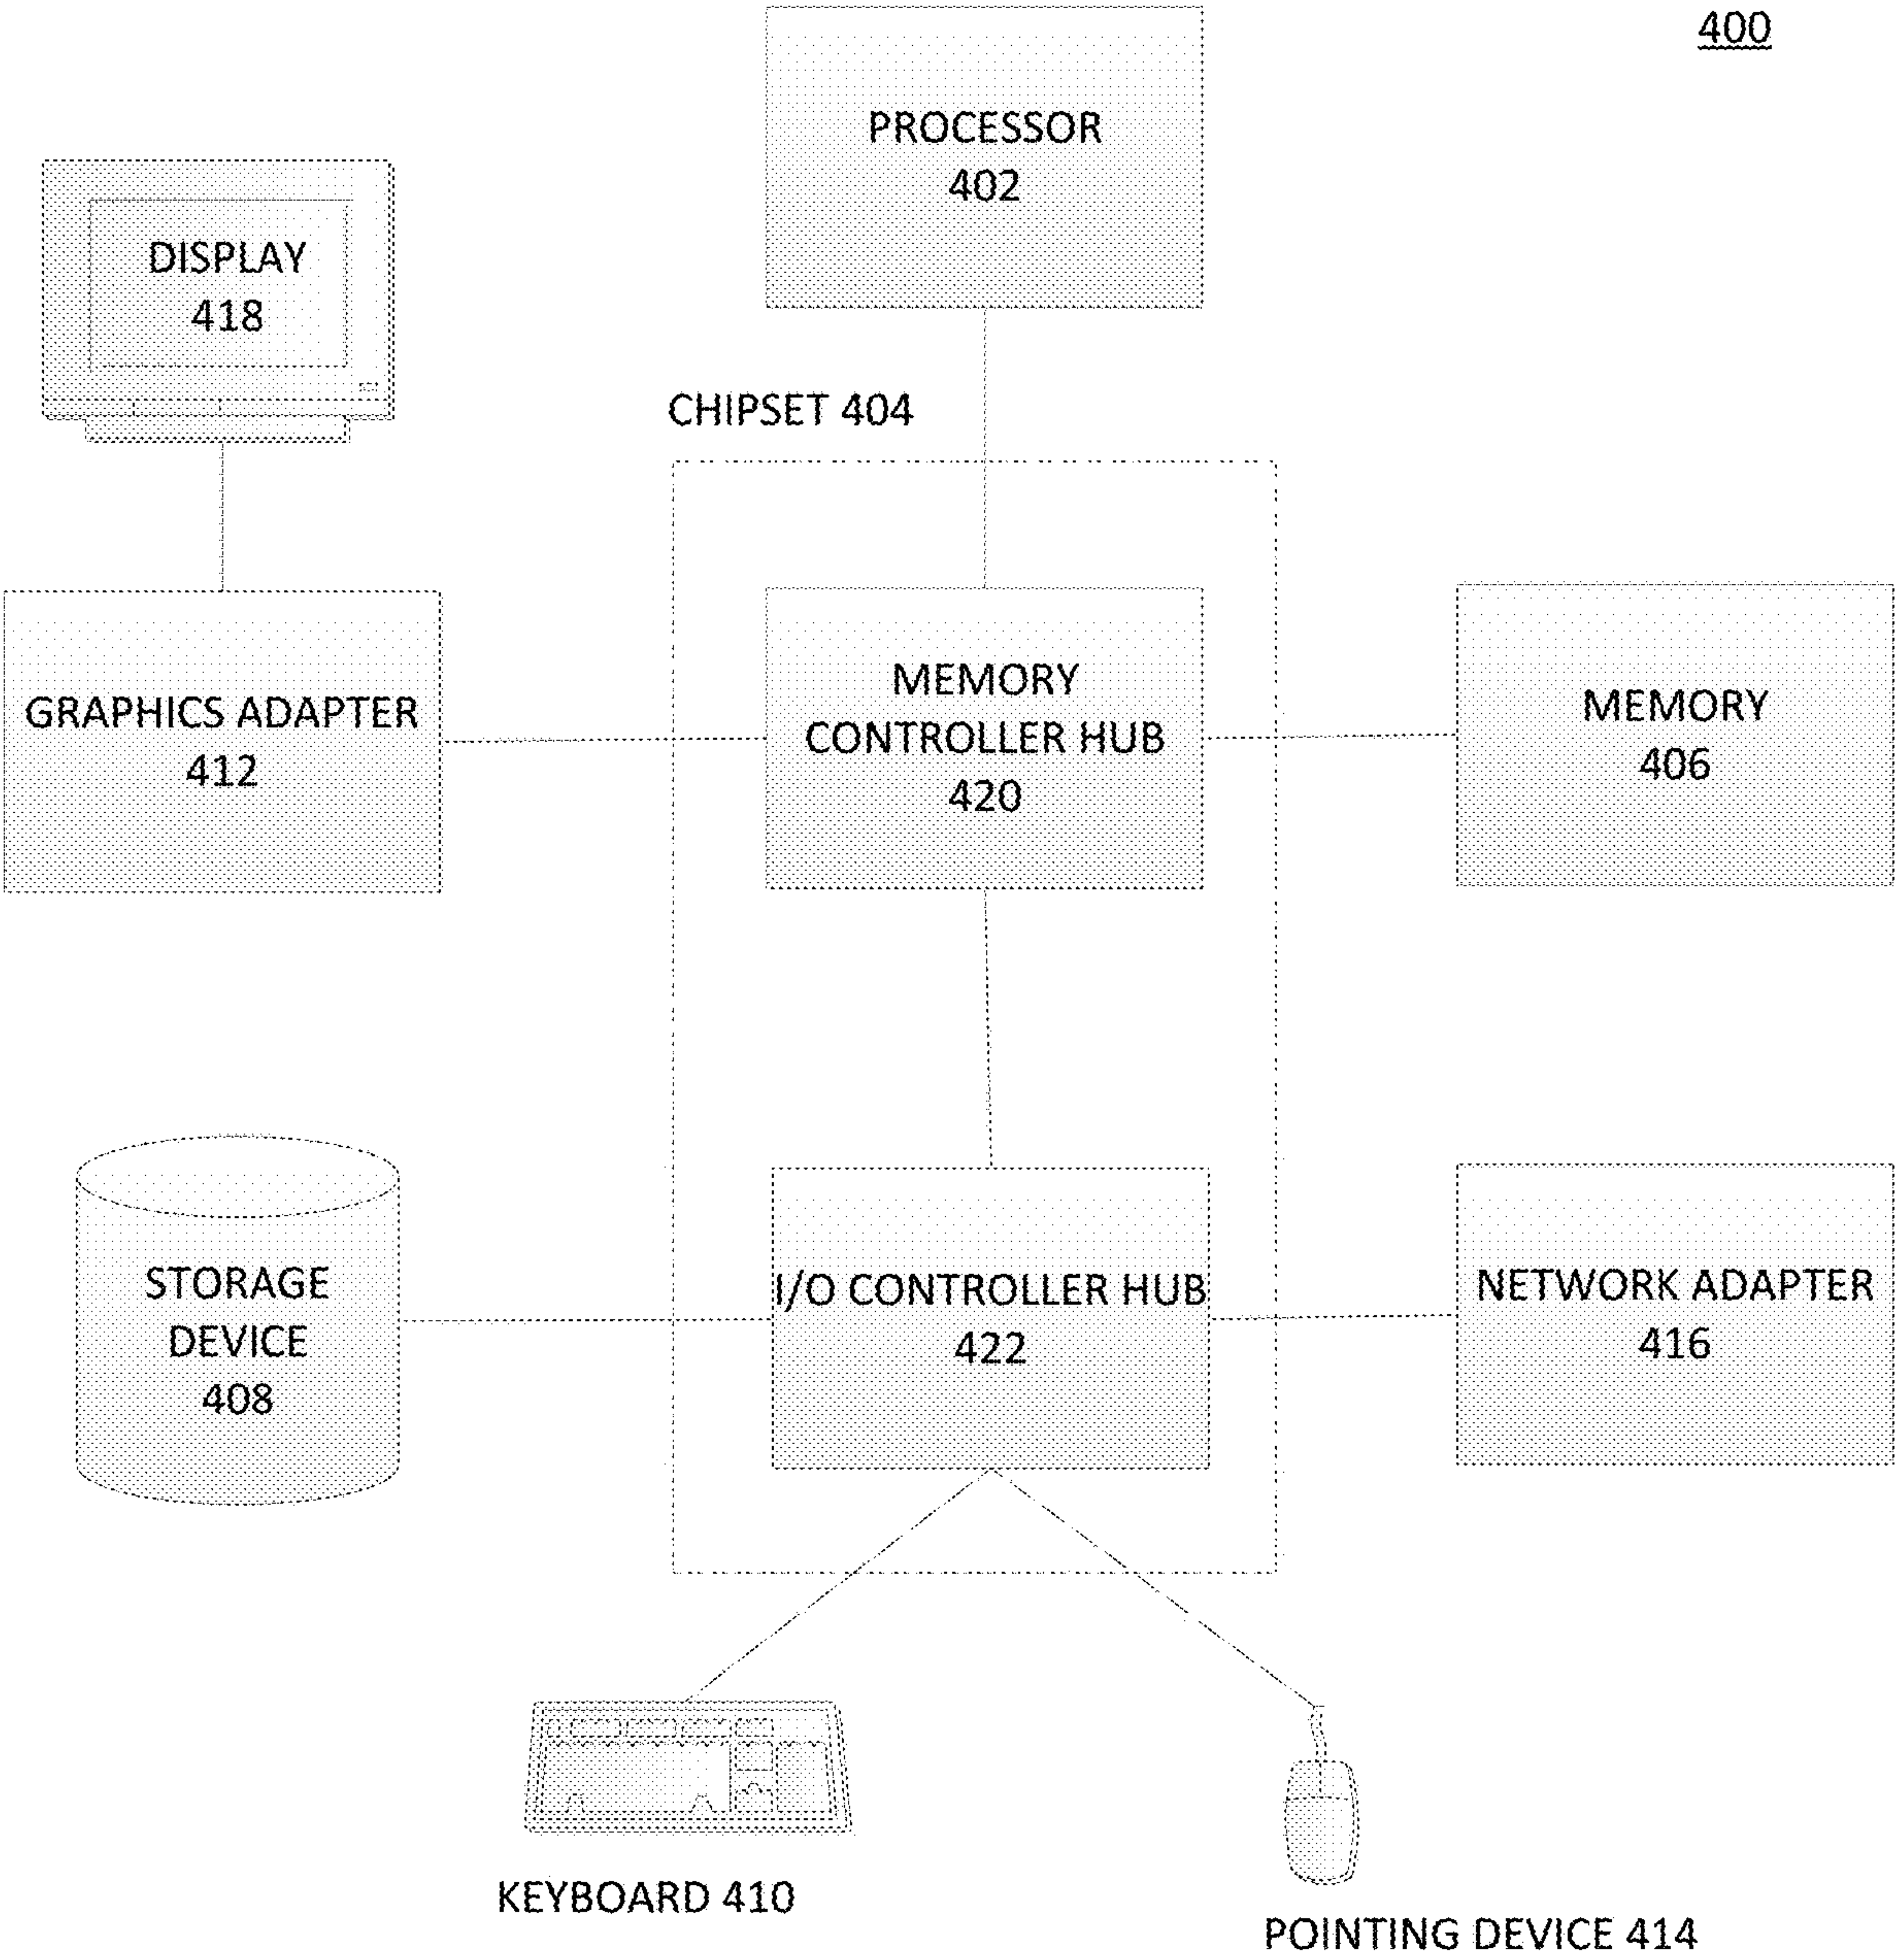 400
PROCESSOR
402
DISPLAY
418
CHIPSET 404
GRAPHICS ADAPTER
412
MEMORY
CONTROLLER HUB
420
MEMORY
406
STORAGE
DEVICE
408
I/O CONTROLLER HUB
422
NETWORK ADAPTER
416
KEYBOARD 410
POINTING DEVICE 414